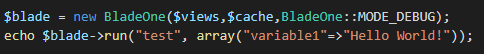 $blade = new BladeOne($views,$cache,BladeOne::MODE_DEBUG);
echo $blade->run("test", array("variable1"=>"Hello World!"));